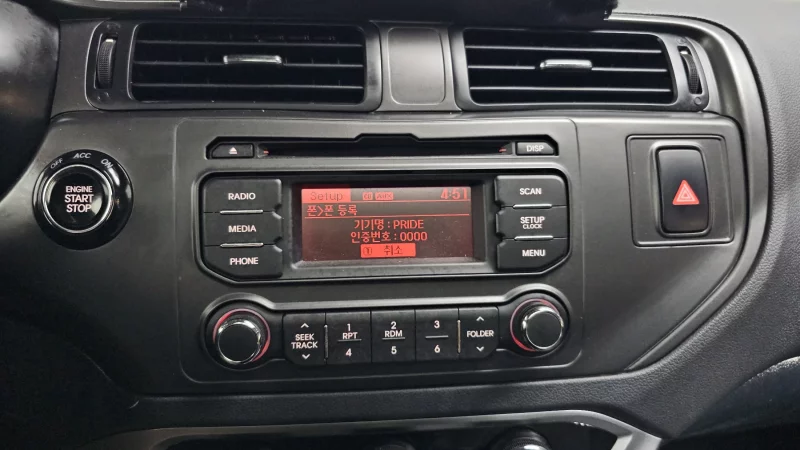 OFF ACC ON
ENGINE
START
STOP
DISP
RADIO
MEDIA
PHONE
Setup 4:51
폰>폰 등록
기기명 : PRIDE
인증번호 : 0000
취소
SCAN
SETUP
CLOCK
MENU
SEEK
TRACK
1
RPT
4
2
RDM
5
3
6
FOLDER